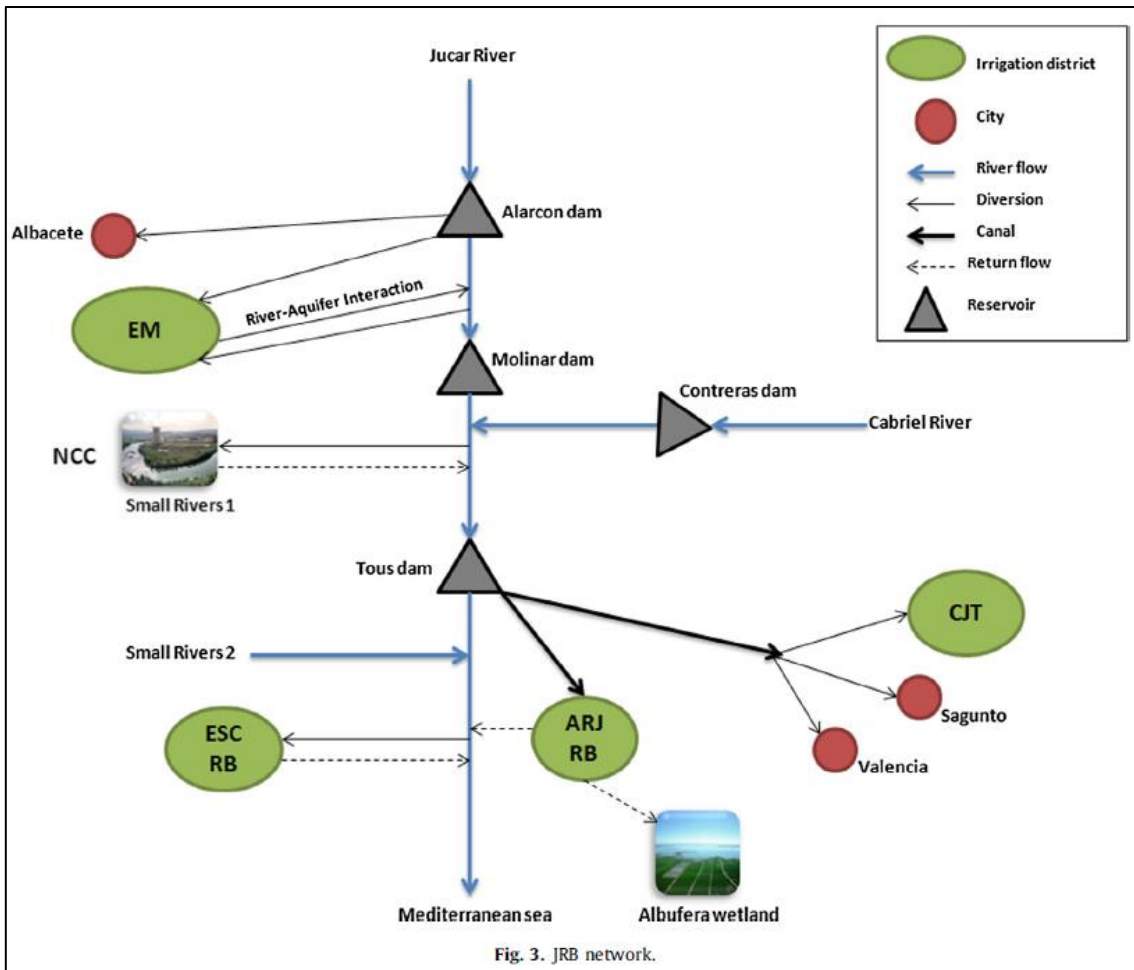 Jucar River
Irrigation district
City
River flow
Diversion
Canal
Return flow
Reservoir
Alarcon dam
Albacete
River-Aquifer Interaction
EM
Molinar dam
Contreras dam
Cabriel River
NCC
Small Rivers 1
Tous dam
CJT
Small Rivers 2
Sagunto
ESC
RB
ARJ
RB
Valencia
Mediterranean sea
Albufera wetland
Fig. 3. JRB network.